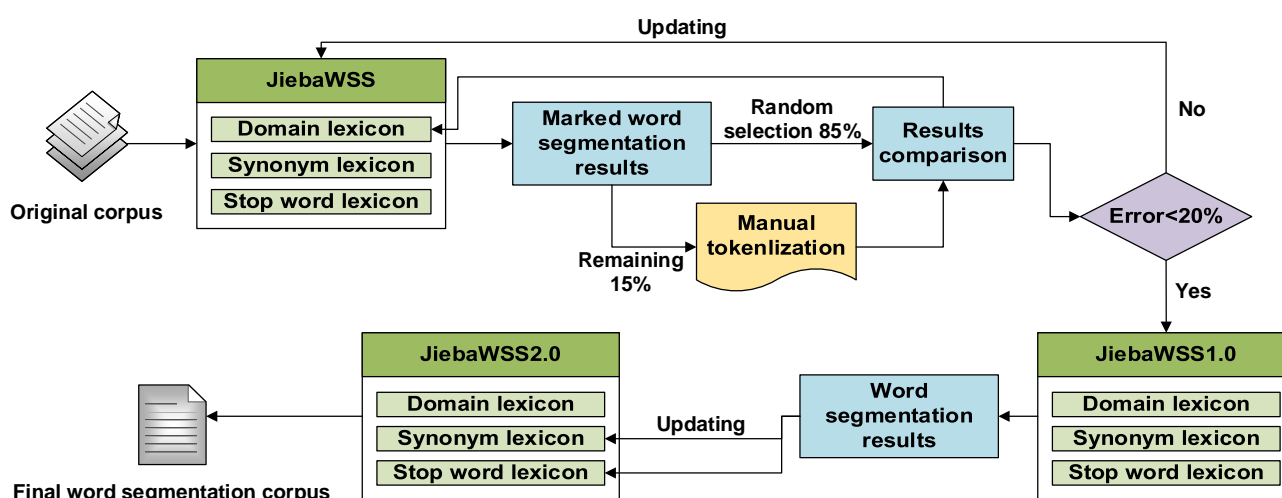 Updating
JiebaWSS
Domain lexicon
Synonym lexicon
Stop word lexicon
Original corpus
Marked word
segmentation
results
Random
selection 85%
Results
comparison
No
Remaining
15%
Manual
tokenlization
Error<20%
Yes
JiebaWSS2.0
Domain lexicon
Synonym lexicon
Stop word lexicon
Updating
Word
segmentation
results
JiebaWSS1.0
Domain lexicon
Synonym lexicon
Stop word lexicon
Final word segmentation corpus